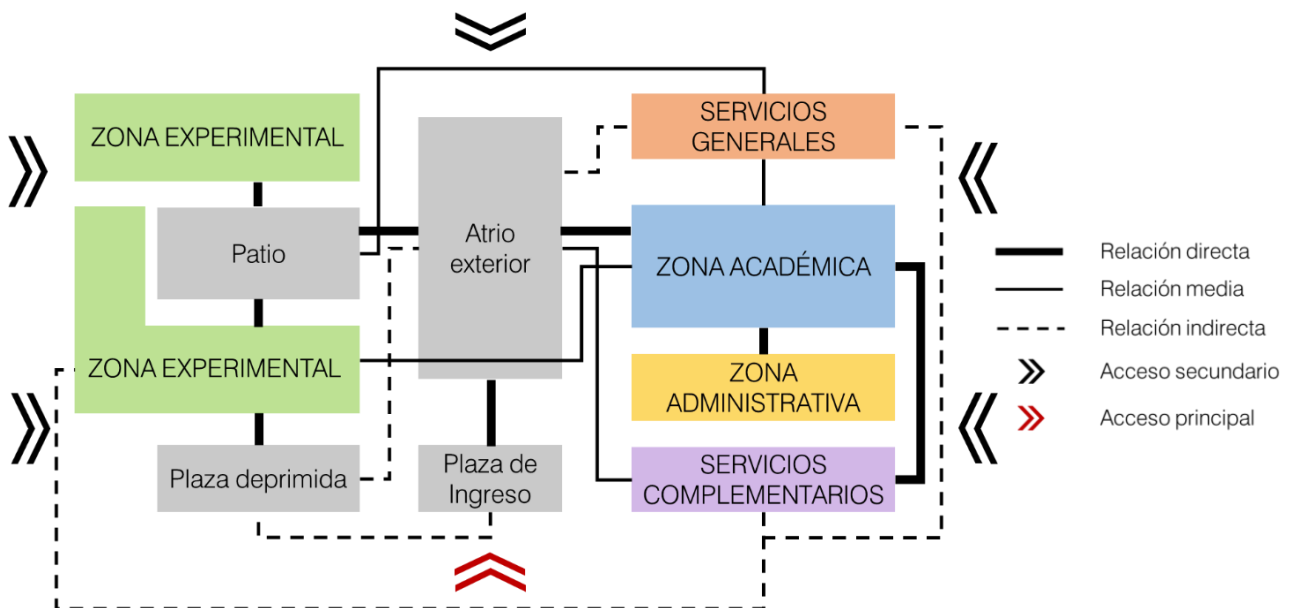 ZONA EXPERIMENTAL
Patio
ZONA EXPERIMENTAL
Plaza deprimida
Atrio
exterior
Plaza de
Ingreso
SERVICIOS
GENERALES
ZONA ACADÉMICA
ZONA
ADMINISTRATIVA
SERVICIOS
COMPLEMENTARIOS
Relación directa
Relación media
Relación indirecta
Acceso secundario
Acceso principal